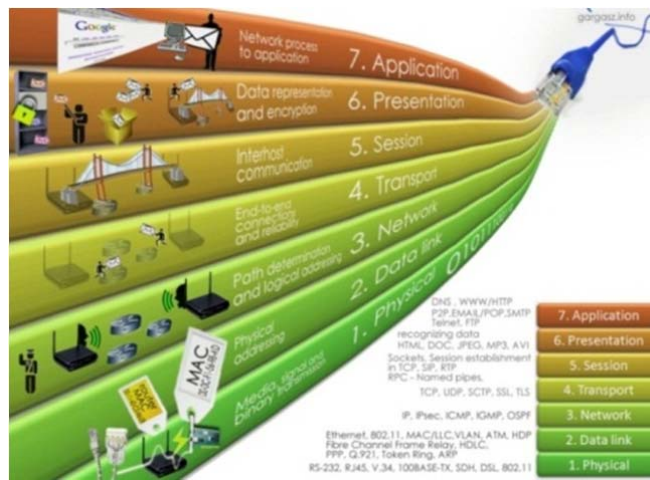 gargasz.info
Google
Network process
to application
7. Application
Data representation
and encryption
6. Presentation
Interhost
communication
5. Session
End-to-end
connections
and reliability
4. Transport
Path determination
and logical addressing
3. Network
Physical
addressing
2. Data link
Media, signal and
binary transmission
1. Physical
MAC
DNS , WWW/HTTP
P2P,EMAIL/POP,SMTP
Telnet, FTP
7. Application
recognizing data
HTML, DOC, JPEG, MP3, AVI
6. Presentation
Sockets, Session establishment
in TCP, SIP, RTP
RPC - Named pipes,
5. Session
TCP, UDP, SCTP, SSL, TLS
4. Transport
IP, IPsec, ICMP, IGMP, OSPF
3. Network
Ethernet, 802.11, MAC/LLC,VLAN, ATM, HDP
Fibre Channel Frame Relay, HDLC,
PPP, Q.921, Token Ring, ARP
2. Data link
RS-232, RJ45, V.34, 100BASE-TX, SDH, DSL, 802.11
1. Physical